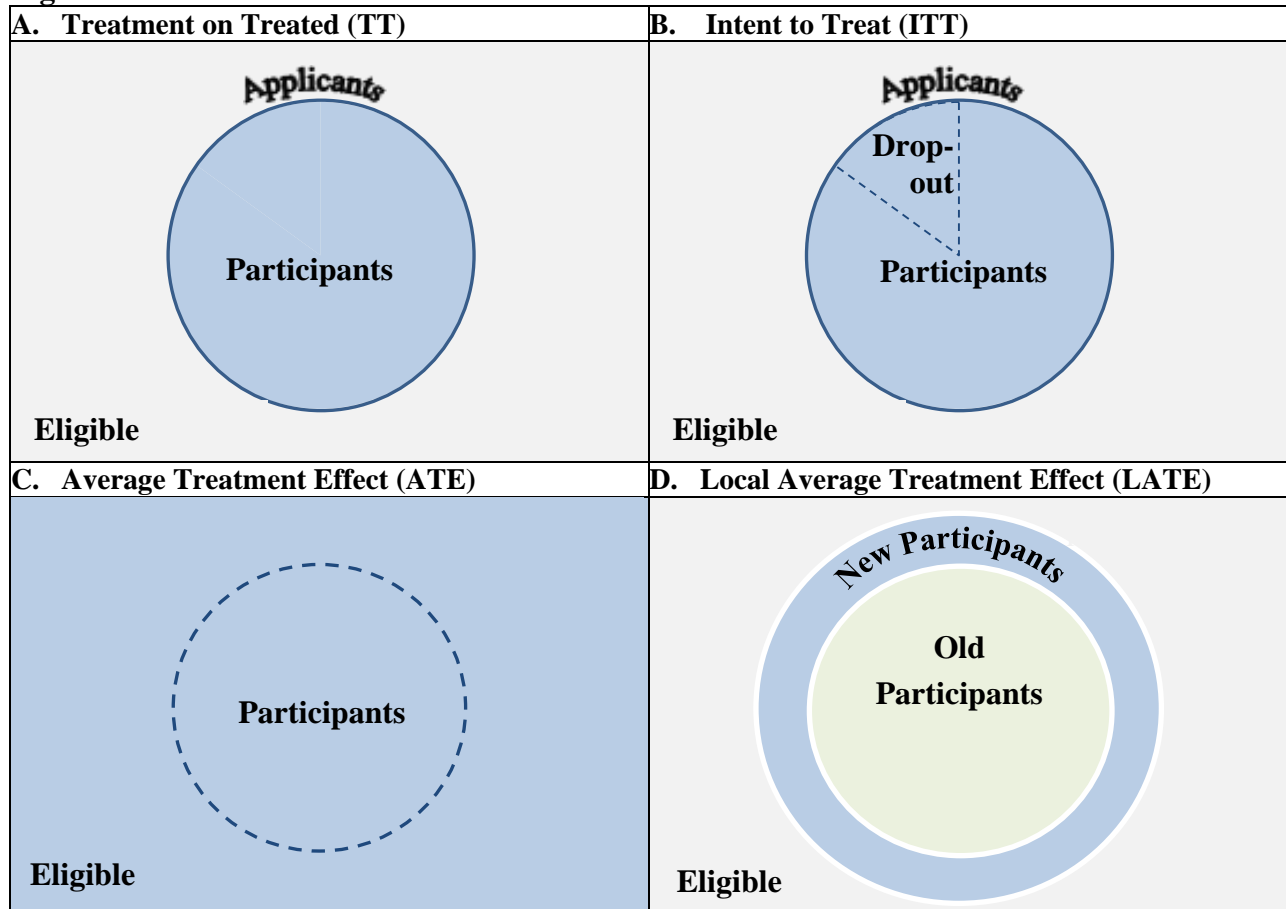 A. Treatment on Treated (TT)
B. Intent to Treat (ITT)
Applicants
Participants
Eligible
Applicants
Drop-
out
Participants
Eligible
C. Average Treatment Effect (ATE)
D. Local Average Treatment Effect (LATE)
Participants
Eligible
New Participants
Old
Participants
Eligible